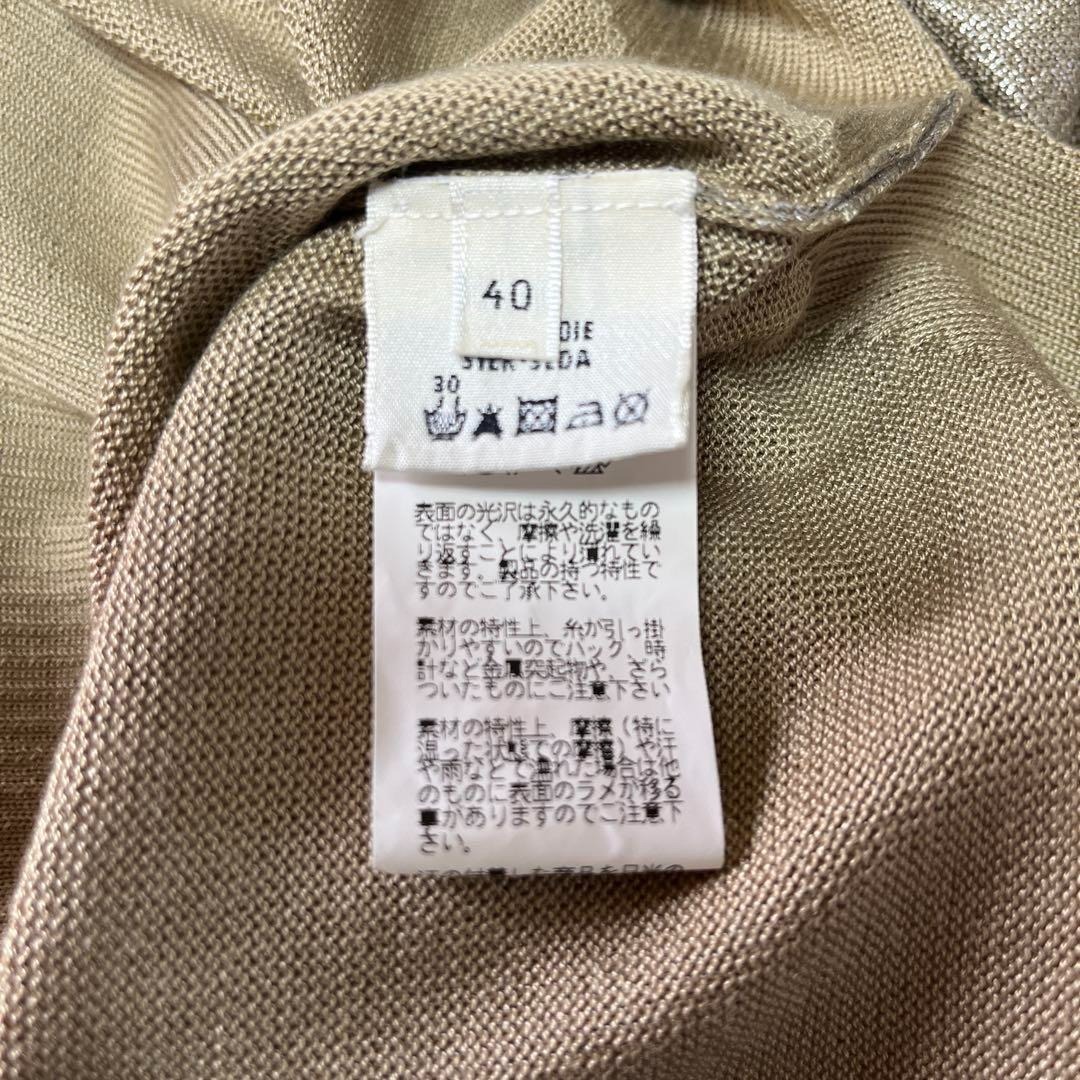 40
DIE
SILK-SEDA
30
表面の光沢は永久的なもの
ではなく、摩擦や洗濯を繰
り返すことにより潰れてい
きます、製品の持つ特性で
すのでご了承下さい。
素材の特性上、糸が引っ掛
かりやすいのでバック、時
計など金属突起物や、ざら
ついたものにご注意下さい
素材の特性上、摩擦(特に
湿った状態での摩擦)や汗
や雨などで濡れた場合は他
のものに表面のラメが移る
事がありますのでご注意下
さい。